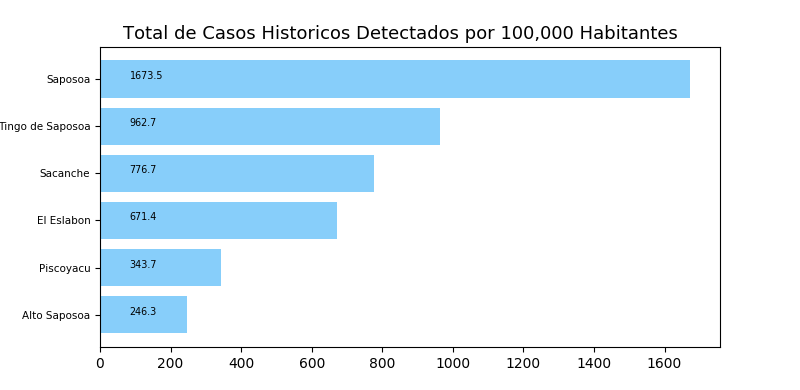 Total de Casos Historicos Detectados por 100,000 Habitantes
Saposoa 1673.5
Tingo de Saposoa 962.7
Sacanche 776.7
El Eslabon 671.4
Piscoyacu 343.7
Alto Saposoa 246.3
0 200 400 600 800 1000 1200 1400 1600